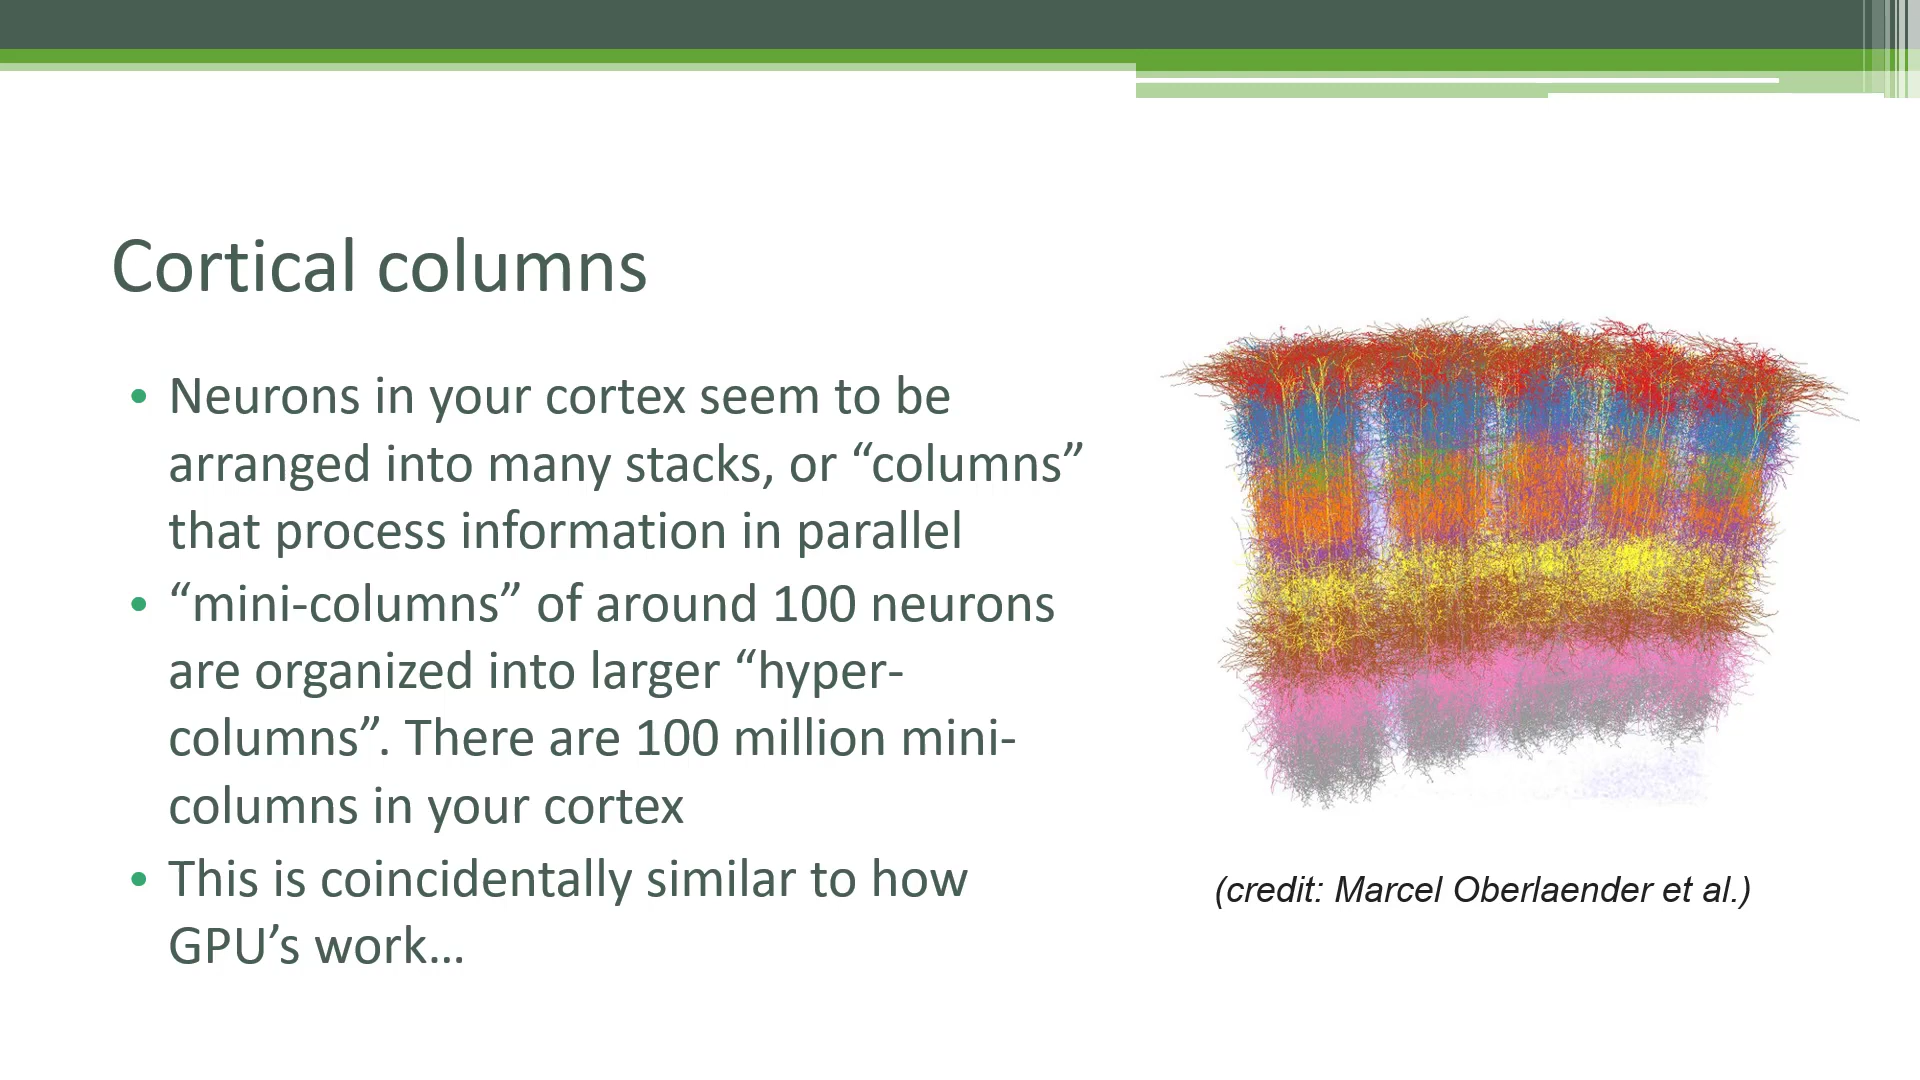 Cortical columns
• Neurons in your cortex seem to be
arranged into many stacks, or “columns”
that process information in parallel
• “mini-columns” of around 100 neurons
are organized into larger “hyper-
columns”. There are 100 million mini-
columns in your cortex
• This is coincidentally similar to how
GPU’s work…
(credit: Marcel Oberlaender et al.)